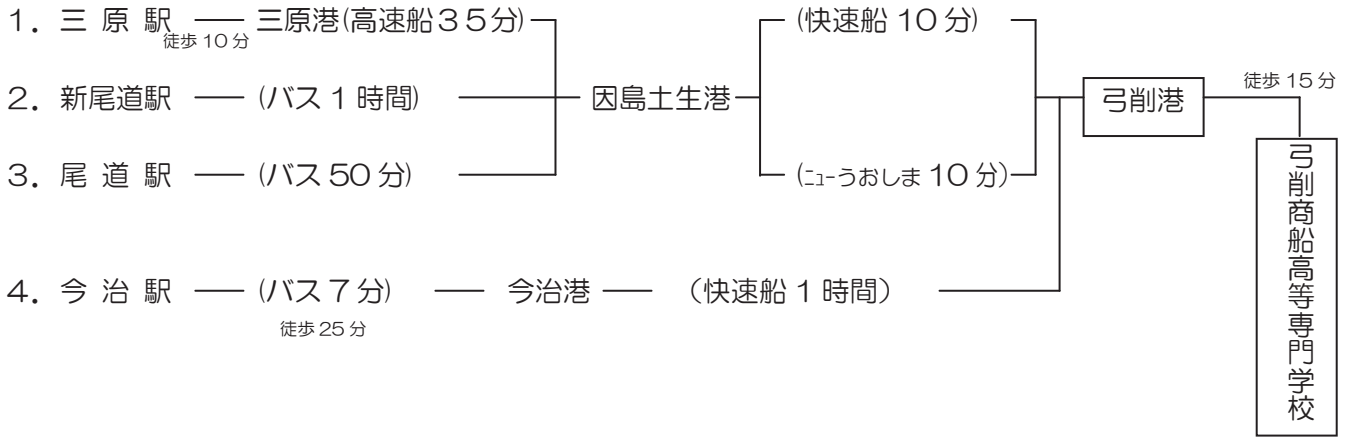 1. 三 原 駅 ── 三原港(高速船35分)
徒歩 10 分
(快速船 10 分)
2. 新尾道駅 ── (バス 1 時間)
因島土生港
弓削港
徒歩 15 分
3. 尾 道 駅 ── (バス 50 分)
(ﾆｭｰうおしま 10 分)
弓削商船高等専門学校
4. 今 治 駅 ── (バス 7 分) ── 今治港 ── (快速船 1 時間)
徒歩 25 分